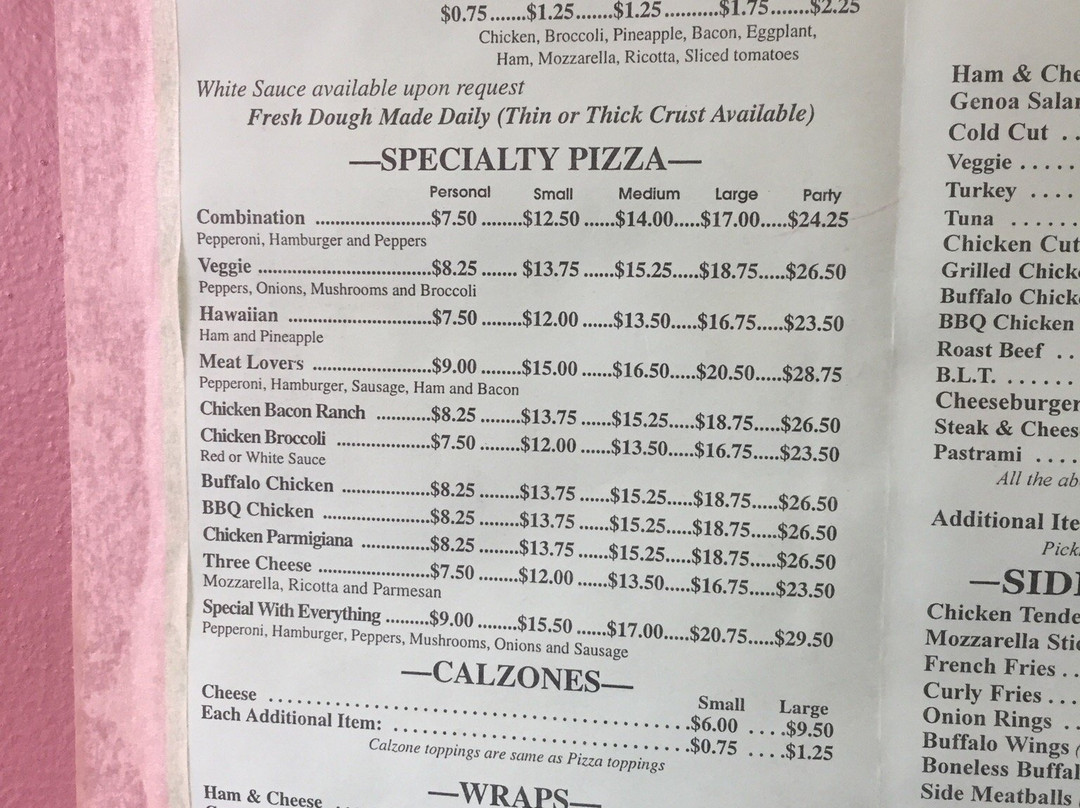 $0.75.......$1.25........$1.25 ..........$1.75.......$2.25
Chicken, Broccoli, Pineapple, Bacon, Eggplant,
Ham, Mozzarella, Ricotta, Sliced tomatoes
White Sauce available upon request
Fresh Dough Made Daily (Thin or Thick Crust Available)
—SPECIALTY PIZZA—
Personal Small Medium Large Party
Combination ............................$7.50 .......$12.50 ......$14.00.....$17.00.....$24.25
Pepperoni, Hamburger and Peppers
Veggie ..........................................$8.25 ....... $13.75 ......$15.25.....$18.75.....$26.50
Peppers, Onions, Mushrooms and Broccoli
Hawaiian ...................................$7.50 ........$12.00 ......$13.50.....$16.75.....$23.50
Ham and Pineapple
Meat Lovers .............................$9.00 ........$15.00 ......$16.50.....$20.50.....$28.75
Pepperoni, Hamburger, Sausage, Ham and Bacon
Chicken Bacon Ranch .............$8.25 ........$13.75 ......$15.25.....$18.75.....$26.50
Chicken Broccoli .......................$7.50 ........$12.00 ......$13.50.....$16.75.....$23.50
Red or White Sauce
Buffalo Chicken ......................$8.25 ........$13.75 ......$15.25.....$18.75.....$26.50
BBQ Chicken ..........................$8.25 ........$13.75 ......$15.25.....$18.75.....$26.50
Chicken Parmigiana .................$8.25 ........$13.75 ......$15.25.....$18.75.....$26.50
Three Cheese ...........................$7.50 ........$12.00 ......$13.50.....$16.75.....$23.50
Mozzarella, Ricotta and Parmesan
Special With Everything .........$9.00 ........$15.50 ......$17.00.....$20.75.....$29.50
Pepperoni, Hamburger, Peppers, Mushrooms, Onions and Sausage
—CALZONES—
Small Large
Cheese ........................................$6.00 ....$9.50
Each Additional Item: ............................$0.75 ....$1.25
Calzone toppings are same as Pizza toppings
—WRAPS—
Ham & Cheese
Ham & Che
Genoa Salar
Cold Cut ..
Veggie .....
Turkey ....
Tuna ......
Chicken Cut
Grilled Chick
Buffalo Chick
BBQ Chicken
Roast Beef ..
B.L.T. .......
Cheeseburger
Steak & Chees
Pastrami ....
All the ab
Additional Ite
Pick
—SID
Chicken Tende
Mozzarella Stic
French Fries ..
Curly Fries ...
Onion Rings ..
Buffalo Wings (
Boneless Buffal
Side Meatballs